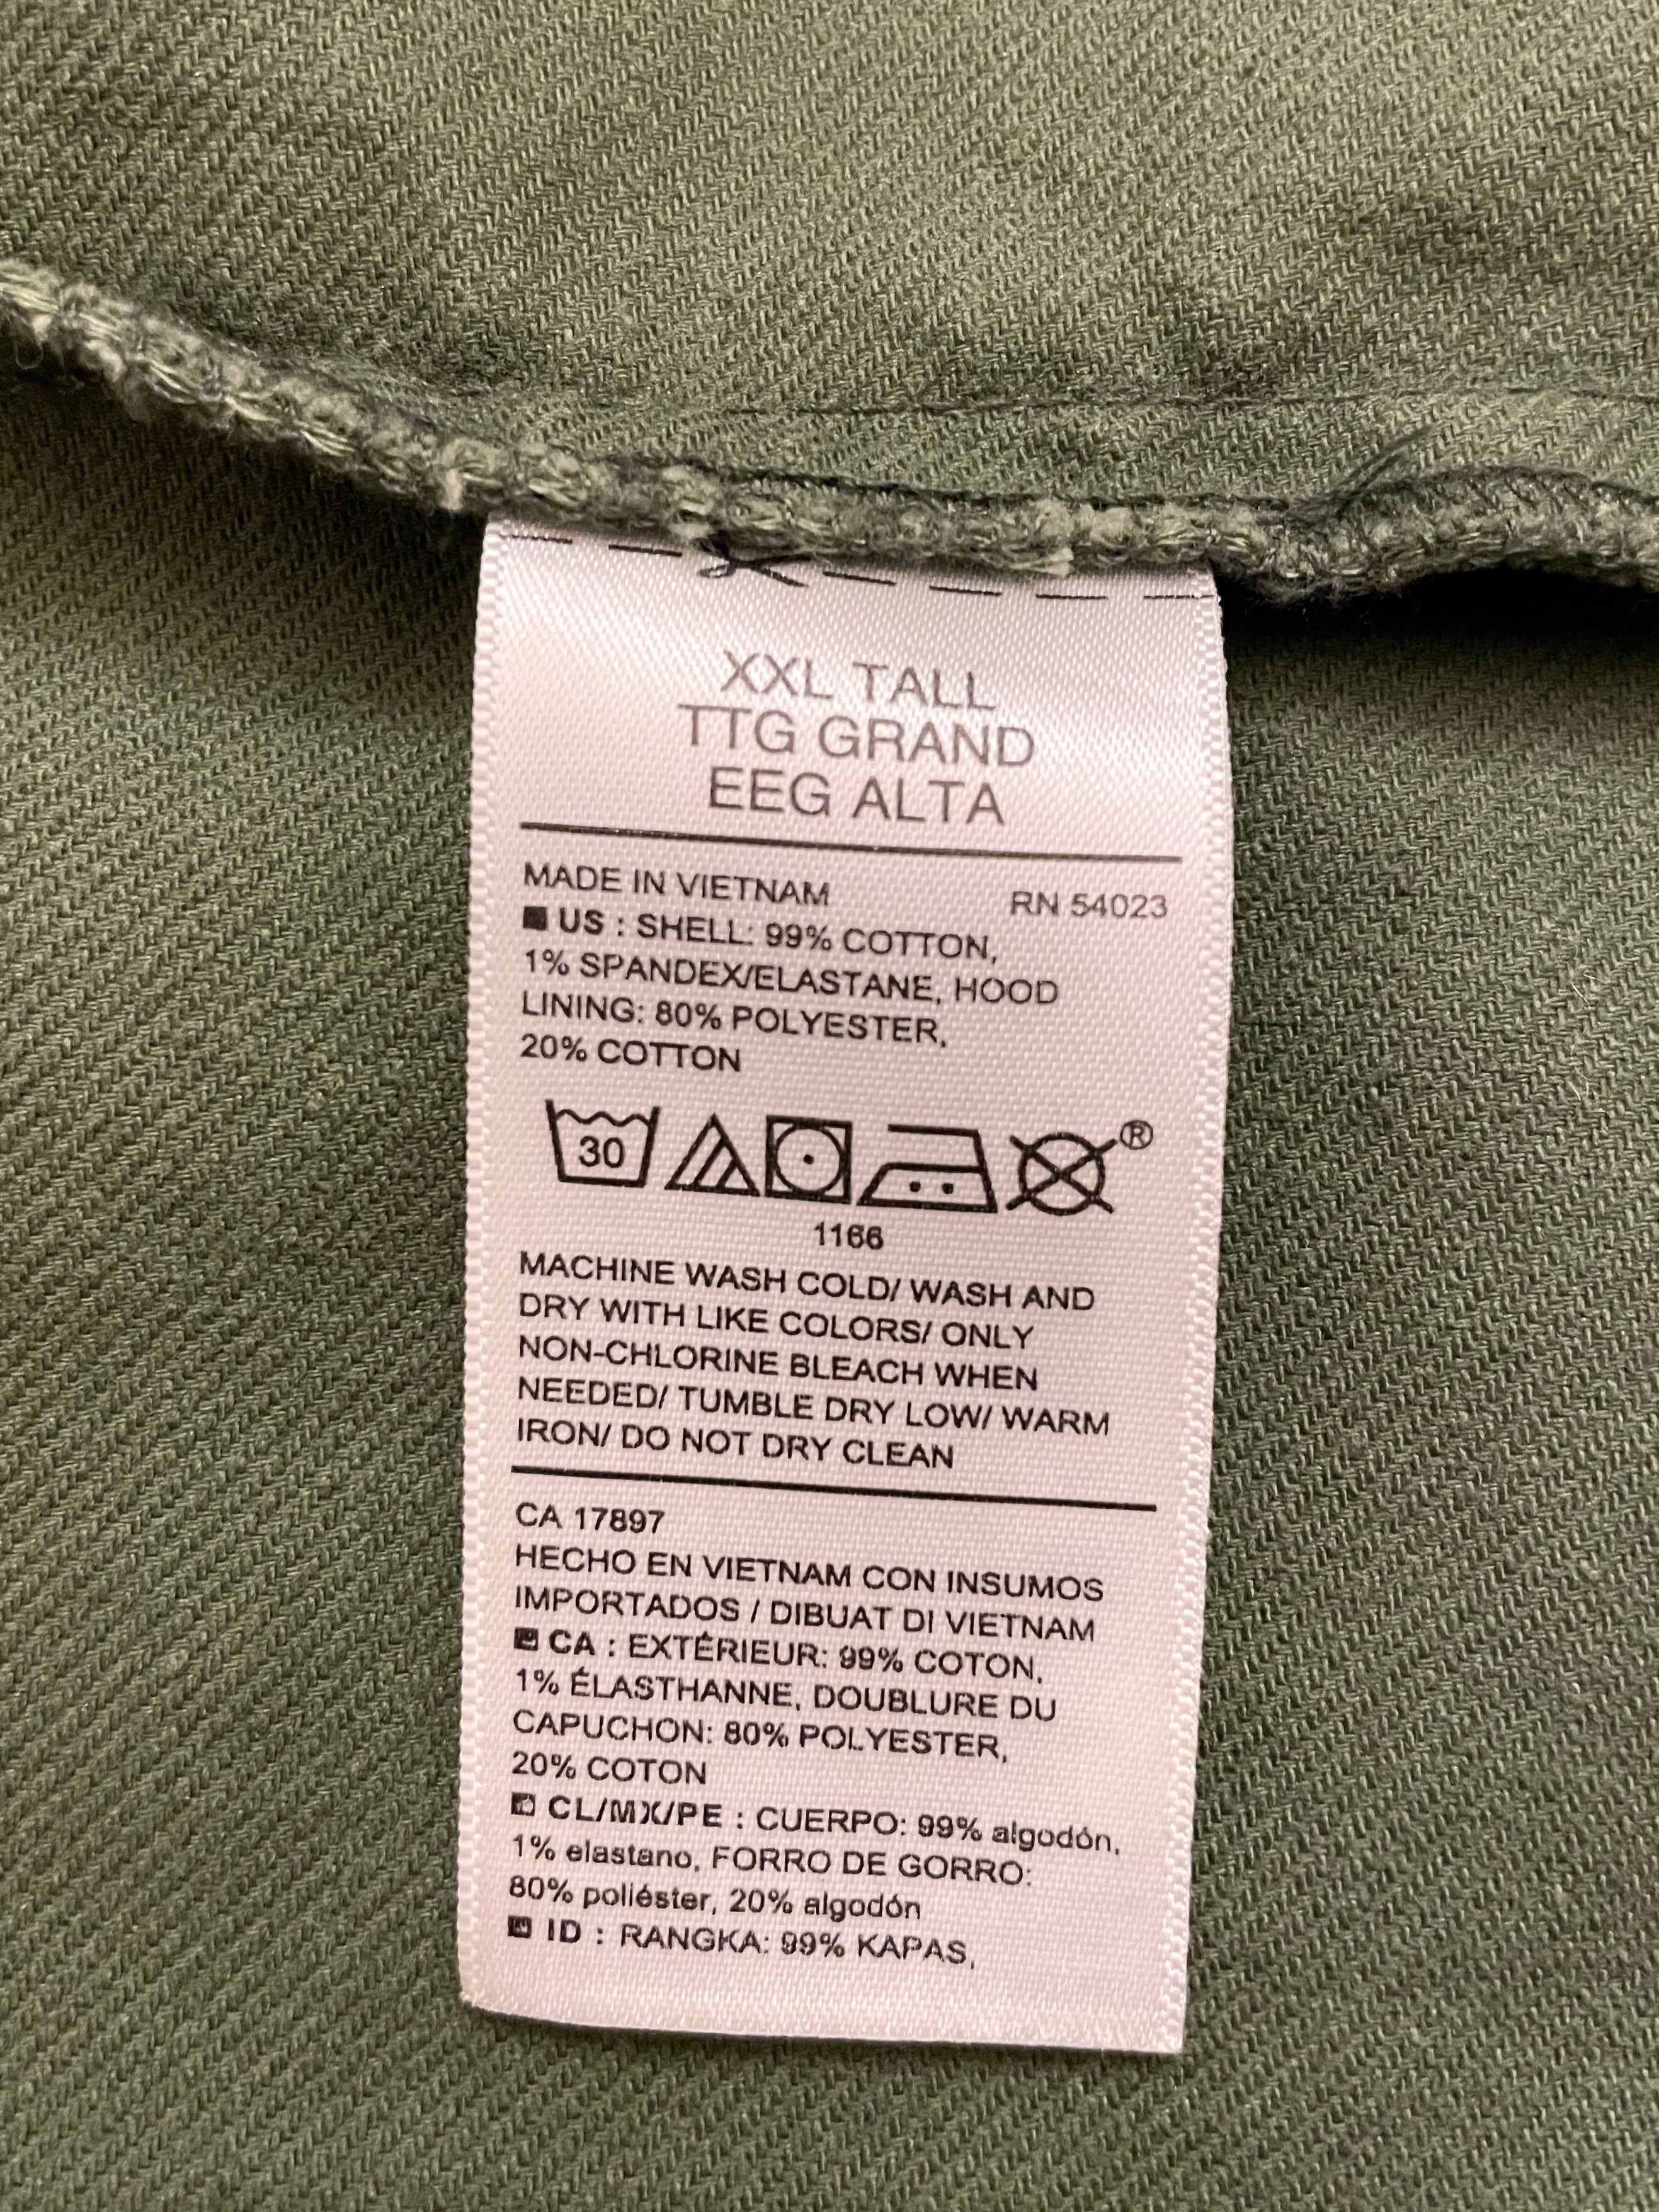 XXL TALL
TTG GRAND
EEG ALTA
MADE IN VIETNAM RN 54023
US : SHELL: 99% COTTON,
1% SPANDEX/ELASTANE, HOOD
LINING: 80% POLYESTER,
20% COTTON
30
®
1166
MACHINE WASH COLD/ WASH AND
DRY WITH LIKE COLORS/ ONLY
NON-CHLORINE BLEACH WHEN
NEEDED/ TUMBLE DRY LOW/ WARM
IRON/ DO NOT DRY CLEAN
CA 17897
HECHO EN VIETNAM CON INSUMOS
IMPORTADOS / DIBUAT DI VIETNAM
CA : EXTÉRIEUR: 99% COTON,
1% ÉLASTHANNE, DOUBLURE DU
CAPUCHON: 80% POLYESTER,
20% COTON
CL/MX/PE : CUERPO: 99% algodón,
1% elastano, FORRO DE GORRO:
80% poliéster, 20% algodón
ID : RANGKA: 99% KAPAS,